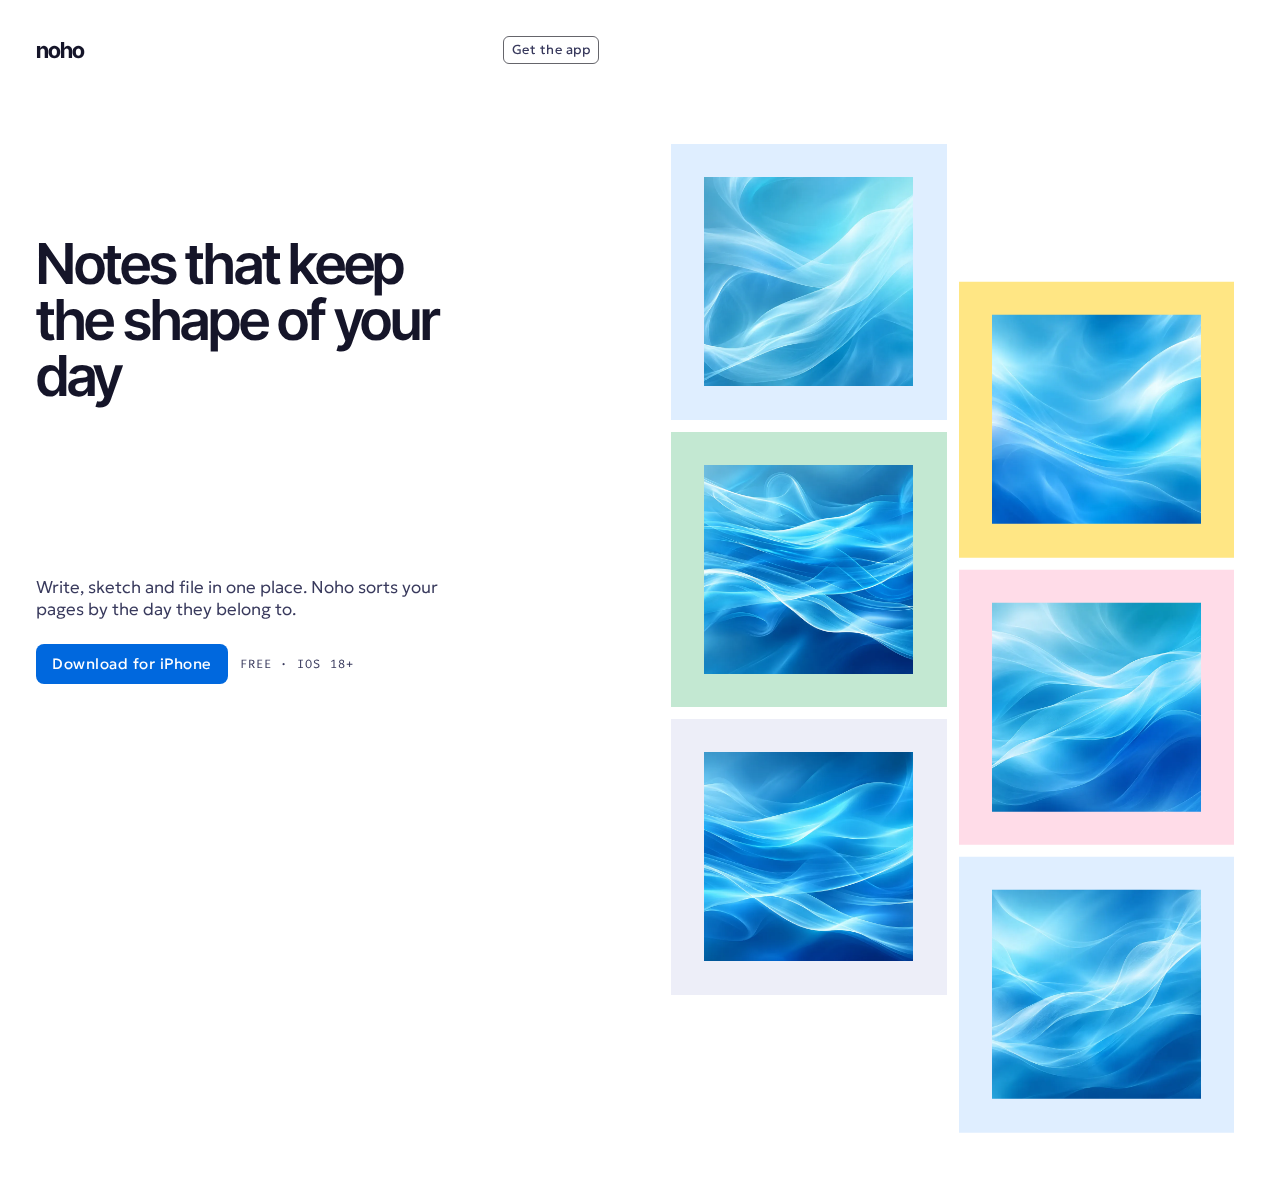 noho
Get the app
Notes that keep
the shape of your
day
Write, sketch and file in one place. Noho sorts your
pages by the day they belong to.
Download for iPhone
FREE · IOS 18+